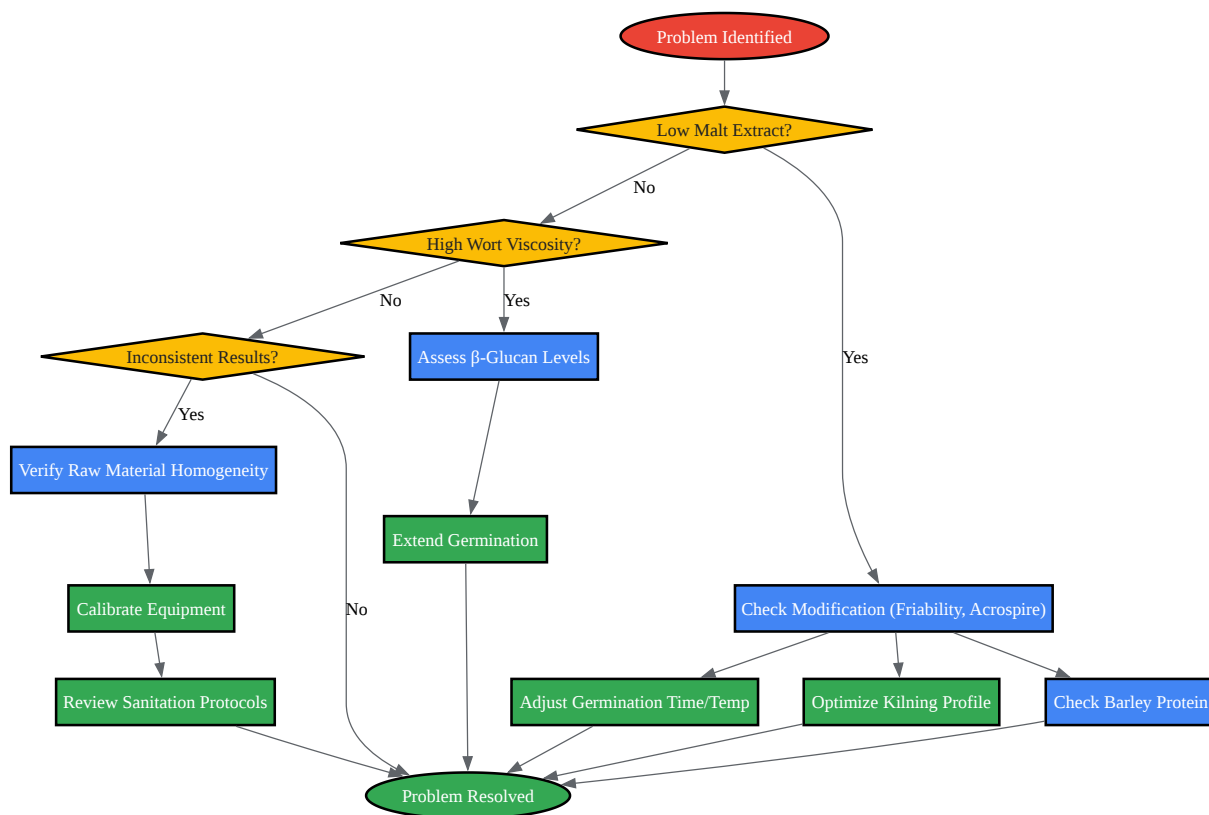 Problem Identified
Low Malt Extract?
No
High Wort Viscosity?
No
Yes
Inconsistent Results?
Assess β-Glucan Levels
Yes
Yes
Verify Raw Material Homogeneity
Extend Germination
Calibrate Equipment
No
Check Modification (Friability, Acrospire)
Review Sanitation Protocols
Adjust Germination Time/Temp
Optimize Kilning Profile
Check Barley Protein
Problem Resolved